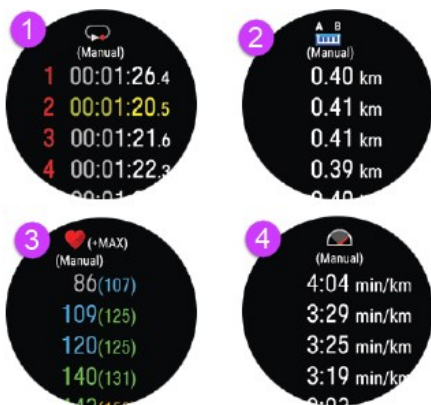 1
(Manual)
1 00:01:26.4
2 00:01:20.5
3 00:01:21.6
4 00:01:22.3
2
A B
(Manual)
0.40 km
0.41 km
0.41 km
0.39 km
3
(+MAX)
(Manual)
86(107)
109(125)
120(125)
140(131)
4
(Manual)
4:04 min/km
3:29 min/km
3:25 min/km
3:19 min/km